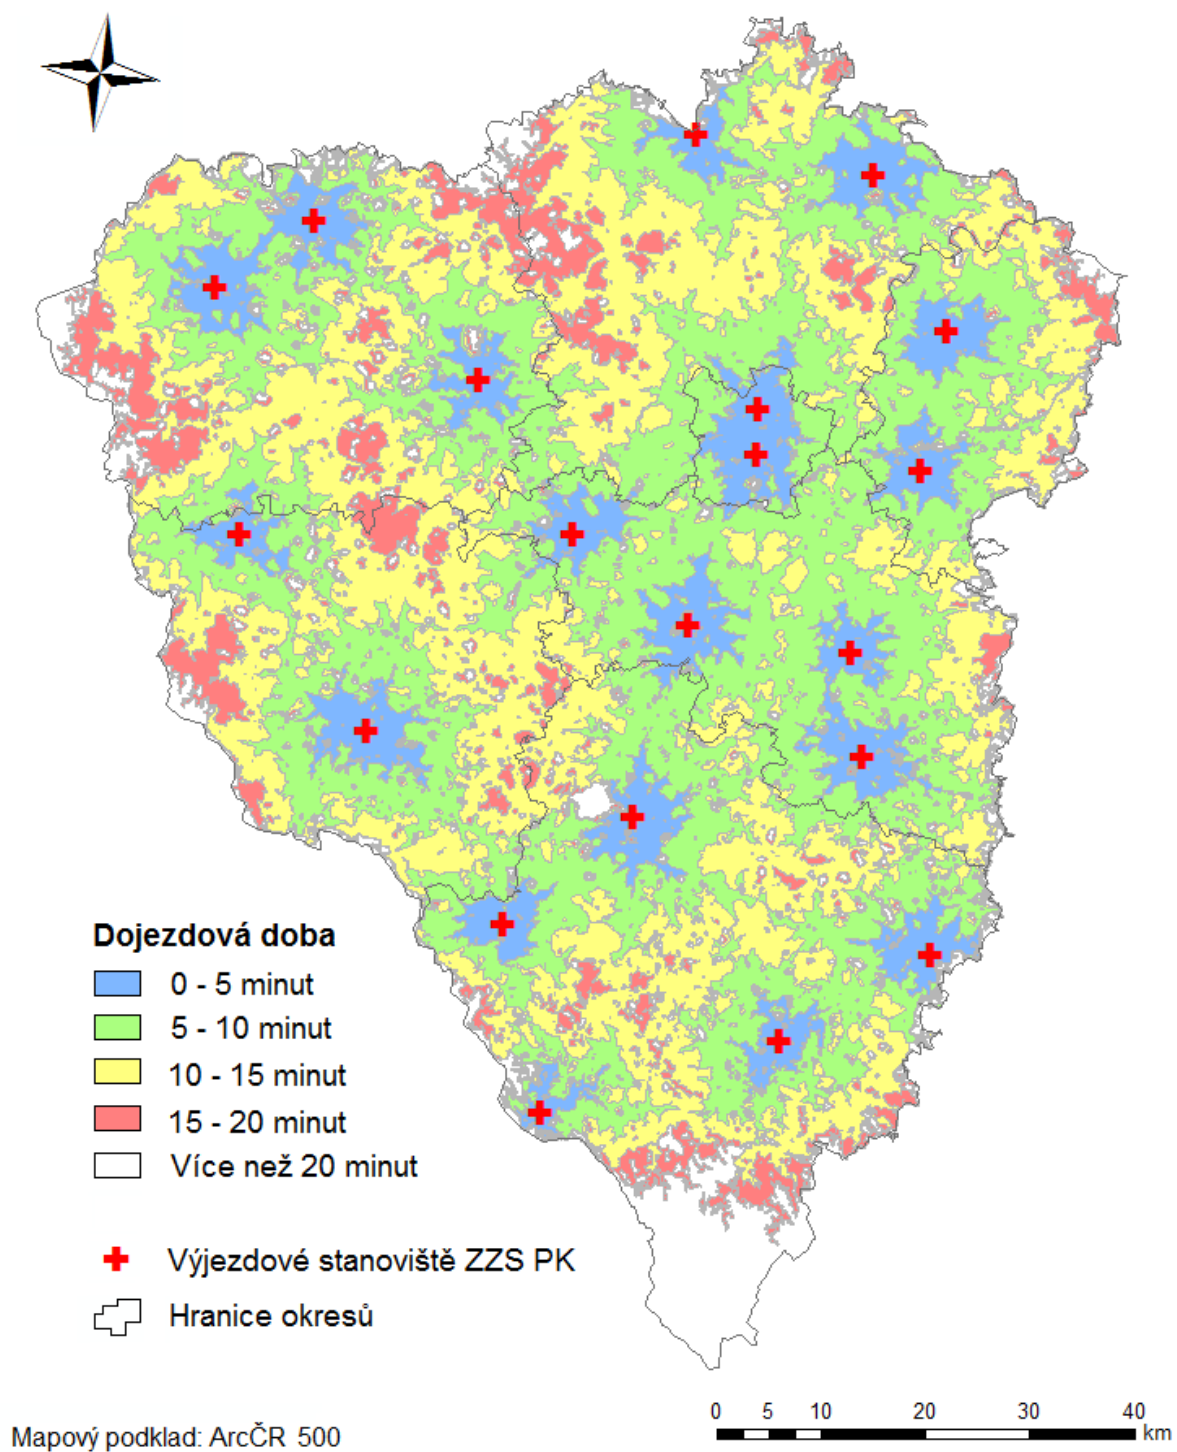 Dojezdová doba
0 - 5 minut
5 - 10 minut
10 - 15 minut
15 - 20 minut
Více než 20 minut
Výjezdové stanoviště ZZS PK
Hranice okresů
0 5 10 20 30 40
km
Mapový podklad: ArcČR 500